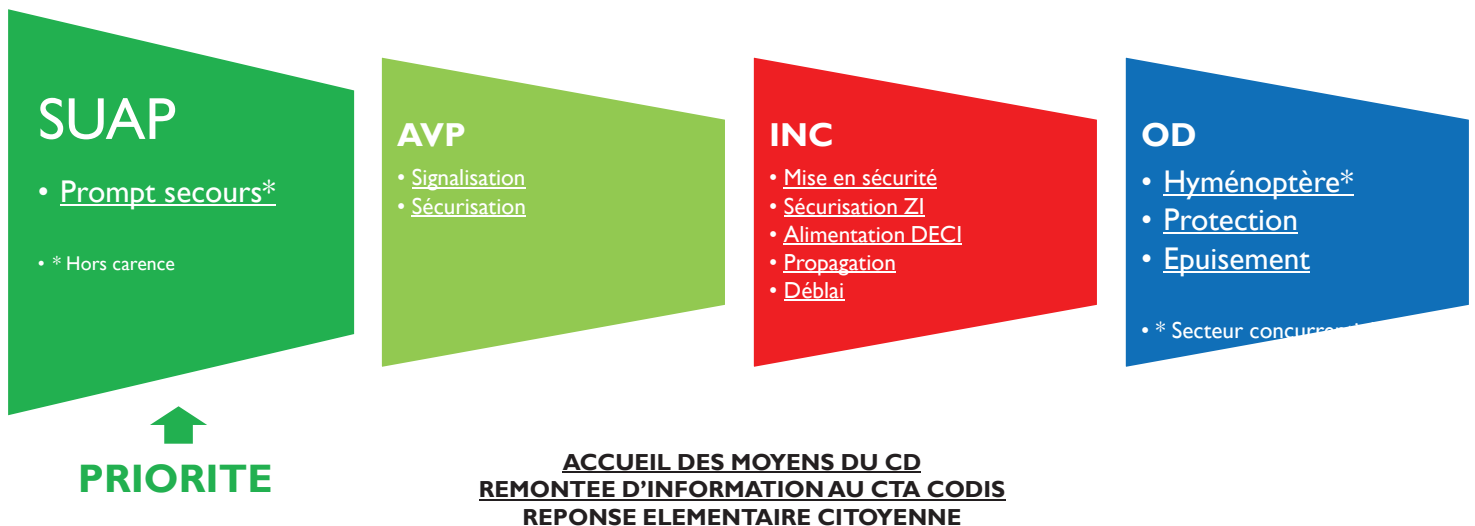 SUAP
• Prompt secours*
• * Hors carence
AVP
• Signalisation
• Sécurisation
INC
• Mise en sécurité
• Sécurisation ZI
• Alimentation DECI
• Propagation
• Déblai
OD
• Hyménoptère*
• Protection
• Epuisement
• * Secteur
PRIORITE
ACCUEIL DES MOYENS DU CD
REMONTEE D'INFORMATION AU CTA CODIS
REPONSE ELEMENTAIRE CITOYENNE